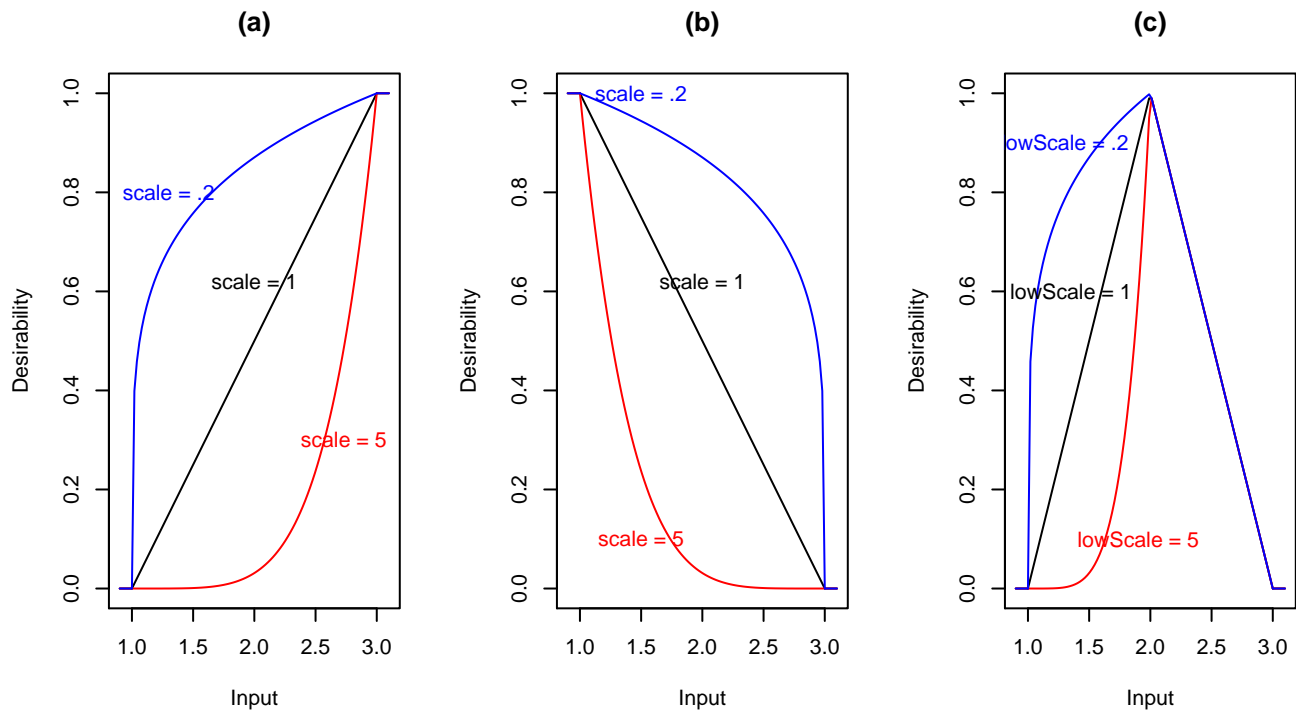 (a)
Desirability
1.0
0.8
0.6
0.4
0.2
0.0
scale = .2
scale = 1
scale = 5
1.0 1.5 2.0 2.5 3.0
Input
(b)
Desirability
1.0
0.8
0.6
0.4
0.2
0.0
scale = .2
scale = 1
scale = 5
1.0 1.5 2.0 2.5 3.0
Input
(c)
Desirability
1.0
0.8
0.6
0.4
0.2
0.0
owScale = .2
lowScale = 1
lowScale = 5
1.0 1.5 2.0 2.5 3.0
Input